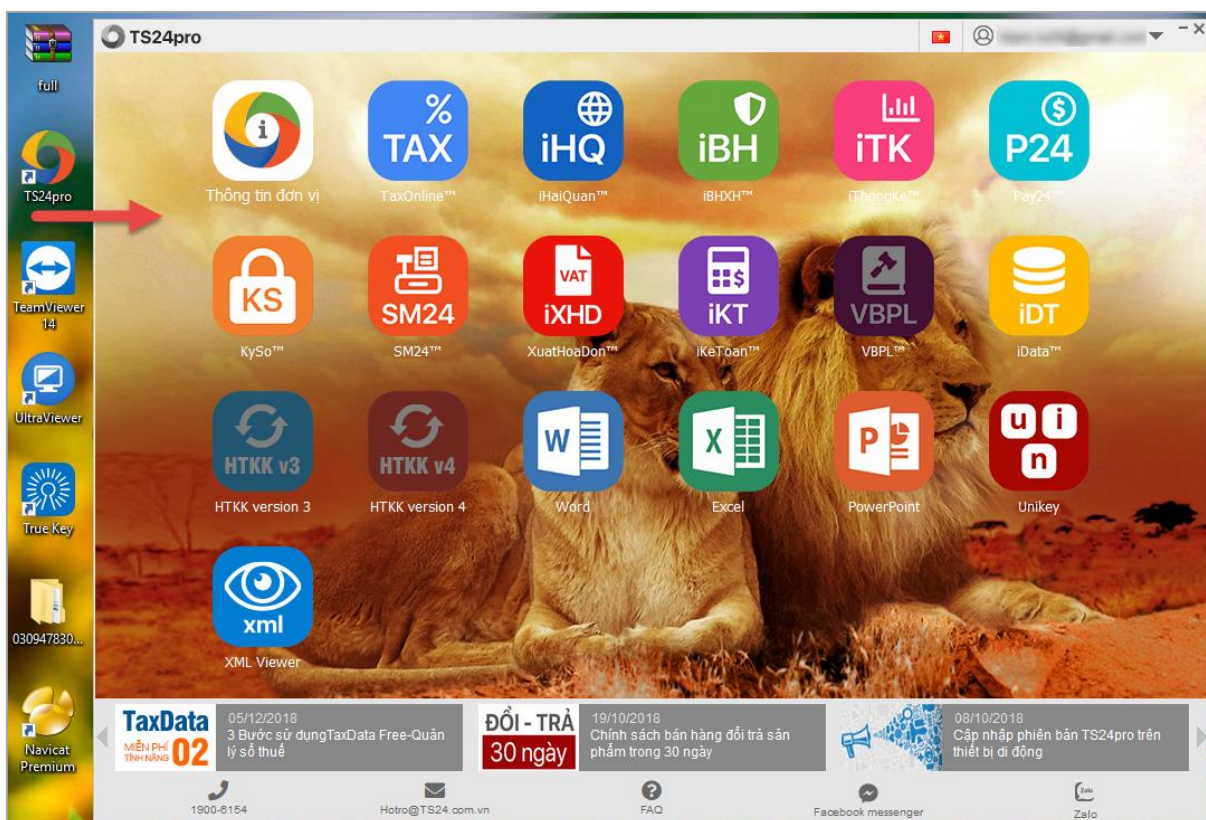 full
TS24pro
TeamViewer
14
UltraViewer
True Key
030947830...
Navicat
Premium
TS24pro
i
Thông tin đơn vị
%
TAX
TaxOnline™
iHQ
iHaiQuan™
iBH
iBHXH™
iTK
iThongKe™
$
P24
Pay24™
KS
KySo™
SM24
SM24™
VAT
iXHD
XuatHoaDon™
$
iKT
iKeToan™
VBPL
VBPL™
iDT
iData™
HTKK v3
HTKK version 3
HTKK v4
HTKK version 4
W
Word
X
Excel
P
PowerPoint
u i
n
Unikey
xml
XML Viewer
TaxData
MIỄN PHÍ
TÍNH NĂNG 02
05/12/2018
3 Bước sử dụngTaxData Free-Quản
lý sổ thuế
ĐỔI - TRẢ
30 ngày
19/10/2018
Chính sách bán hàng đổi trả sản
phẩm trong 30 ngày
08/10/2018
Cập nhập phiên bản TS24pro trên
thiết bị di động
1900-6154
Hotro@TS24.com.vn
?
FAQ
Facebook messenger
Zalo
Zalo